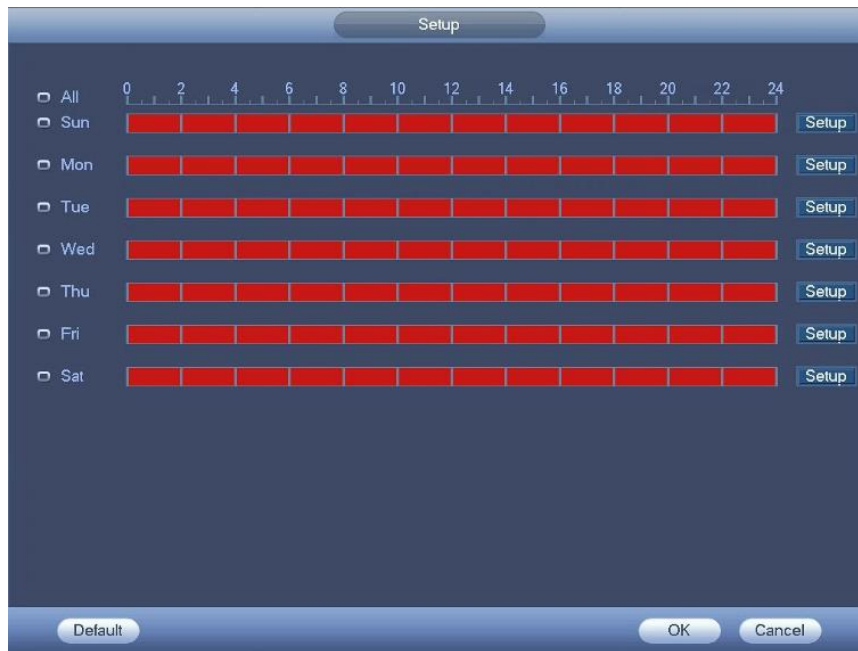 Setup
All 0 2 4 6 8 10 12 14 16 18 20 22 24
Sun Setup
Mon Setup
Tue Setup
Wed Setup
Thu Setup
Fri Setup
Sat Setup
Default OK Cancel